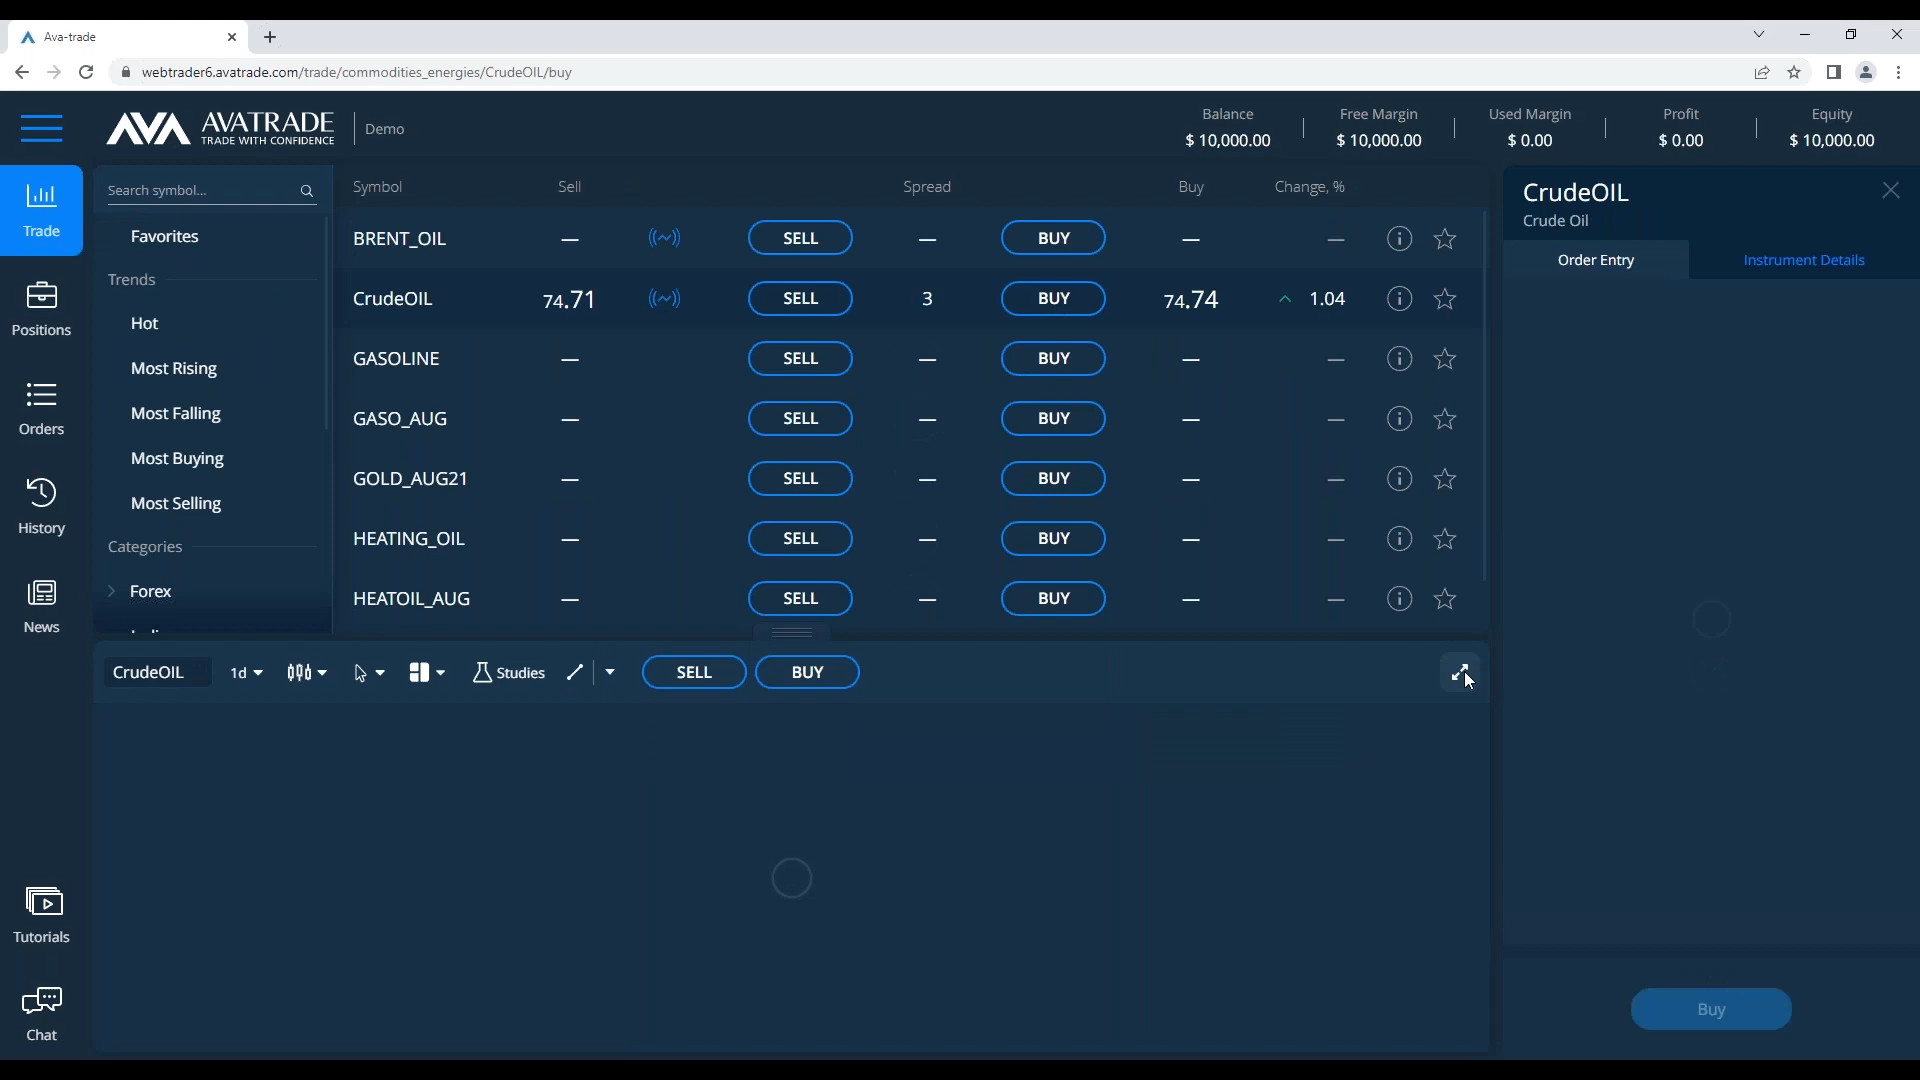 Ava-trade
webtrader6.avatrade.com/trade/commodities_energies/CrudeOIL/buy
AVA AVATRADE
TRADE WITH CONFIDENCE
Demo
Balance Free Margin Used Margin Profit Equity
$ 10,000.00 $ 10,000.00 $ 0.00 $ 0.00 $ 10,000.00
Trade
Positions
Orders
History
News
Tutorials
Chat
Search symbol...
Favorites
Trends
Hot
Most Rising
Most Falling
Most Buying
Most Selling
Categories
Forex
Symbol Sell Spread Buy Change, %
BRENT_OIL — SELL — BUY — —
CrudeOIL 74.71 SELL 3 BUY 74.74 1.04
GASOLINE — SELL — BUY — —
GASO_AUG — SELL — BUY — —
GOLD_AUG21 — SELL — BUY — —
HEATING_OIL — SELL — BUY — —
HEATOIL_AUG — SELL — BUY — —
CrudeOIL 1d Studies SELL BUY
CrudeOIL
Crude Oil
Order Entry Instrument Details
Buy